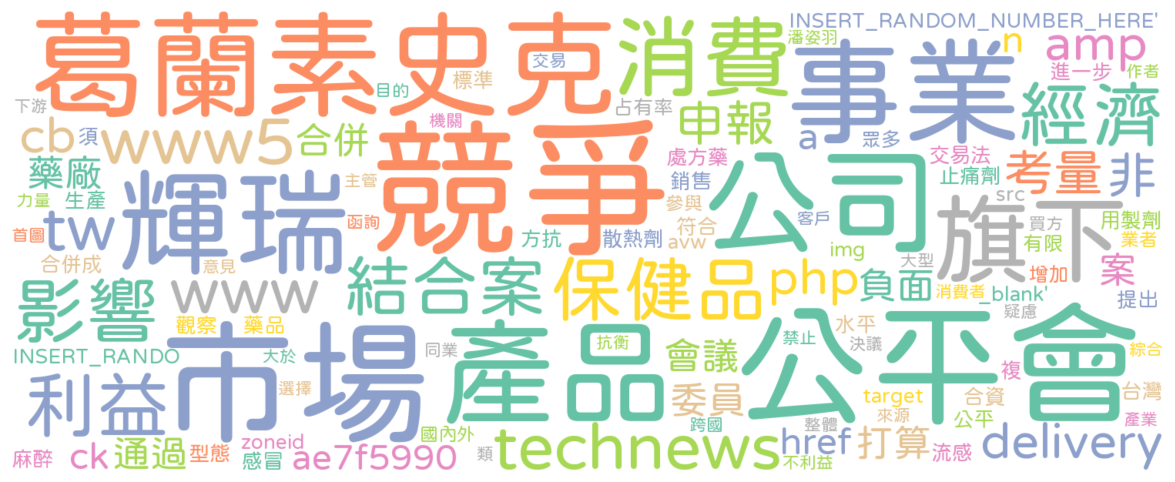 葛蘭素史克
消費
INSERT_RANDOM_NUMBER_HERE'
潘姿羽
n
amp
交易
標準
目的
事業
進一步
作者
下游
占有率
機關
申報
經濟
cb
須
www5
合併
競爭
a
眾多
處方藥
交易法
考量
非
藥廠
止痛劑
力量
生產
輝瑞
主管
銷售
公司
src
旗下
參與
首圖
tw
函詢
方抗
散熱劑
符合
avw
客戶
買方
用製劑
有限
業者
img
合併成
意見
大型
增加
案
影響
www
結合案
保健品
php
負面
消費者
_blank'
提出
疑慮
觀察
藥品
水平
公平會
INSERT_RANDO
大於
市場
同業
產品
抗衡
禁止
會議
決議
綜合
利益
選擇
委員
複
target
合資
台灣
來源
公平
產業
跨國
整體
麻醉
ck
通過
型態
zoneid
感冒
ae7f5990
國內外
類
technews
不利益
href
打算
流感
delivery